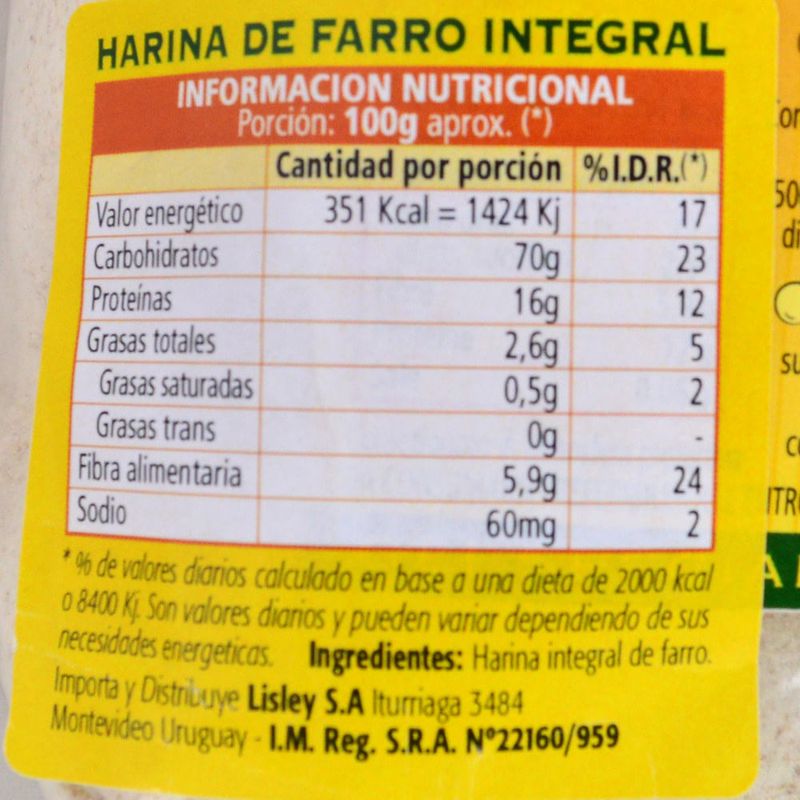 HARINA DE FARRO INTEGRAL
INFORMACION NUTRICIONAL
Porción: 100g aprox. (*)
Cantidad por porción %I.D.R.(*)
Valor energético 351 Kcal = 1424 Kj 17
Carbohidratos 70g 23
Proteínas 16g 12
Grasas totales 2,6g 5
Grasas saturadas 0,5g 2
Grasas trans 0g -
Fibra alimentaria 5,9g 24
Sodio 60mg 2
* % de valores diarios calculado en base a una dieta de 2000 kcal
o 8400 Kj. Son valores diarios y pueden variar dependiendo de sus
necesidades energeticas. Ingredientes: Harina integral de farro.
Importa y Distribuye Lisley S.A Iturriaga 3484
Montevideo Uruguay - I.M. Reg. S.R.A. Nº22160/959